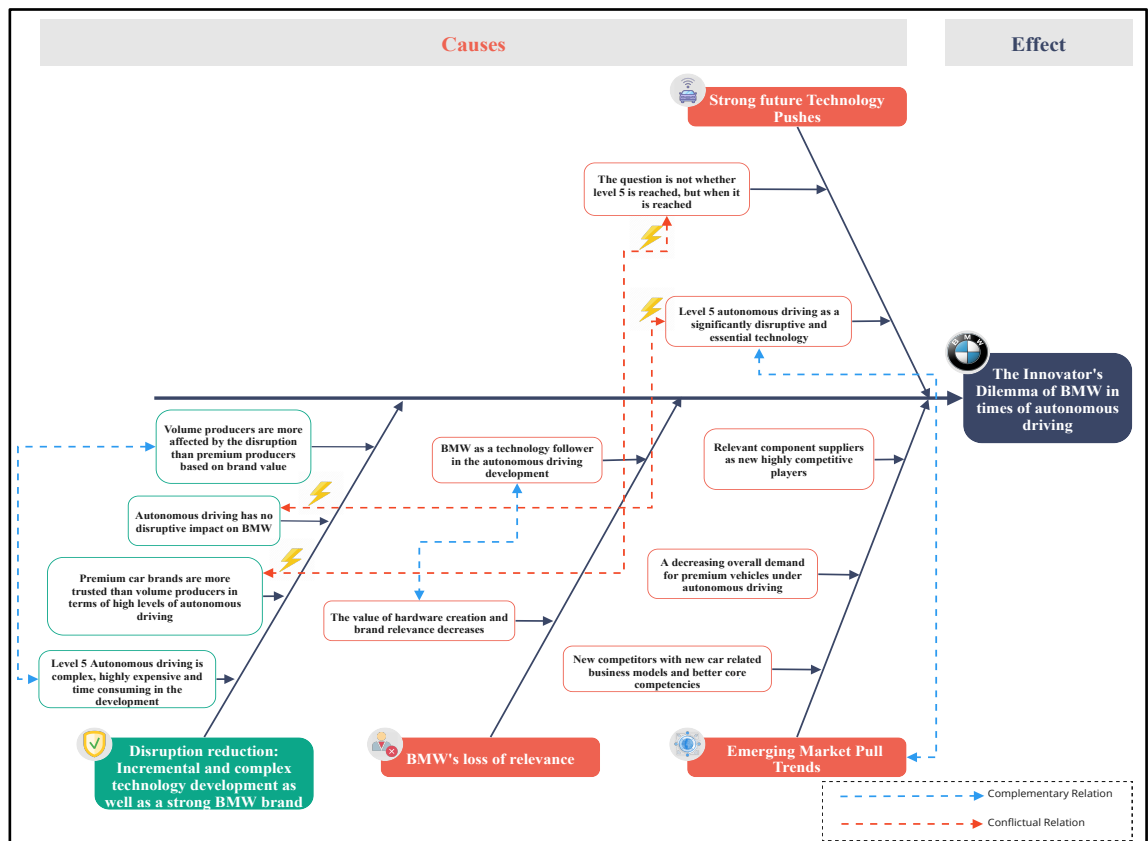 Causes
Effect
Strong future Technology
Pushes
The question is not whether
level 5 is reached, but when it
is reached
Level 5 autonomous driving as a
significantly disruptive and
essential technology
BMW
The Innovator's
Dilemma of BMW in
times of autonomous
driving
Volume producers are more
affected by the disruption
than premium producers
based on brand value
BMW as a technology follower
in the autonomous driving
development
Relevant component suppliers
as new highly competitive
players
Autonomous driving has no
disruptive impact on BMW
Premium car brands are more
trusted than volume producers in
terms of high levels of autonomous
driving
A decreasing overall demand
for premium vehicles under
autonomous driving
The value of hardware creation and
brand relevance decreases
Level 5 Autonomous driving is
complex, highly expensive and
time consuming in the
development
New competitors with new car related
business models and better core
competencies
Disruption reduction:
Incremental and complex
technology development as
well as a strong BMW brand
BMW's loss of relevance
Emerging Market Pull
Trends
Complementary Relation
Conflictual Relation